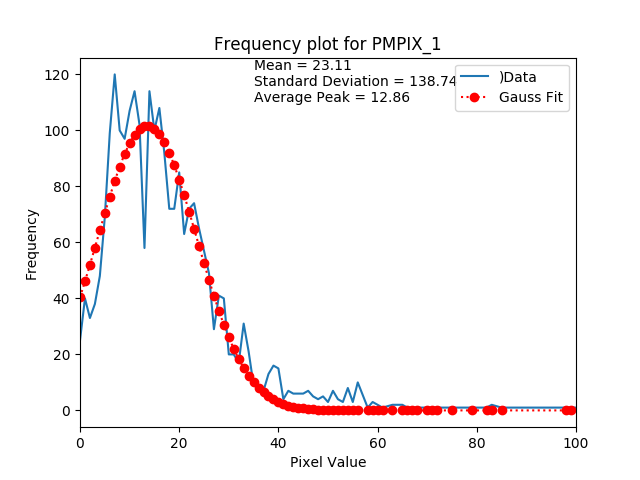 Frequency plot for PMPIX_1
Mean = 23.11
Standard Deviation = 138.74
Average Peak = 12.86
)Data
Gauss Fit
120
100
80
60
40
20
0
Frequency
0 20 40 60 80 100
Pixel Value